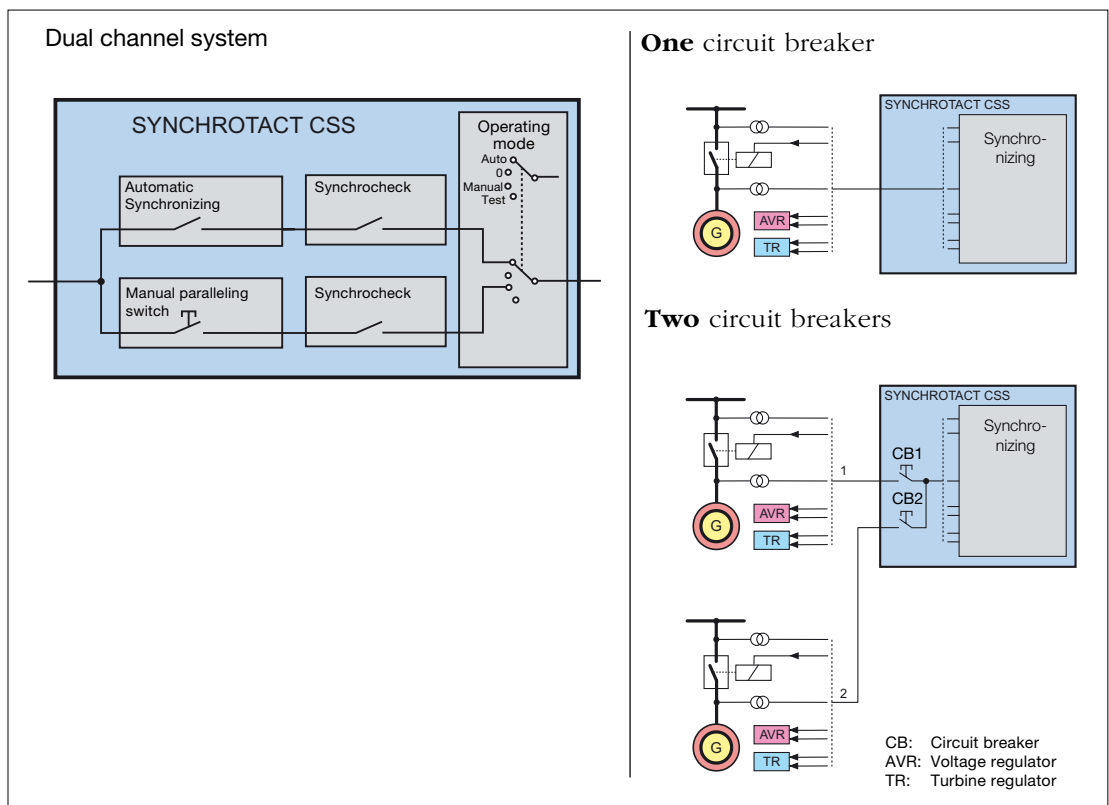 Dual channel system
SYNCHROTACT CSS
Operating
mode
Auto
0
Manual
Test
Automatic
Synchronizing
Synchrocheck
Manual paralleling
switch
Synchrocheck
One circuit breaker
SYNCHROTACT CSS
Synchro-
nizing
G
AVR
TR
Two circuit breakers
SYNCHROTACT CSS
Synchro-
nizing
CB1
1
CB2
G
AVR
TR
2
G
AVR
TR
CB: Circuit breaker
AVR: Voltage regulator
TR: Turbine regulator